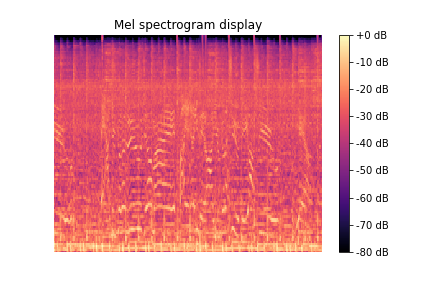 Mel spectrogram display
+0 dB
-10 dB
-20 dB
-30 dB
-40 dB
-50 dB
-60 dB
-70 dB
-80 dB